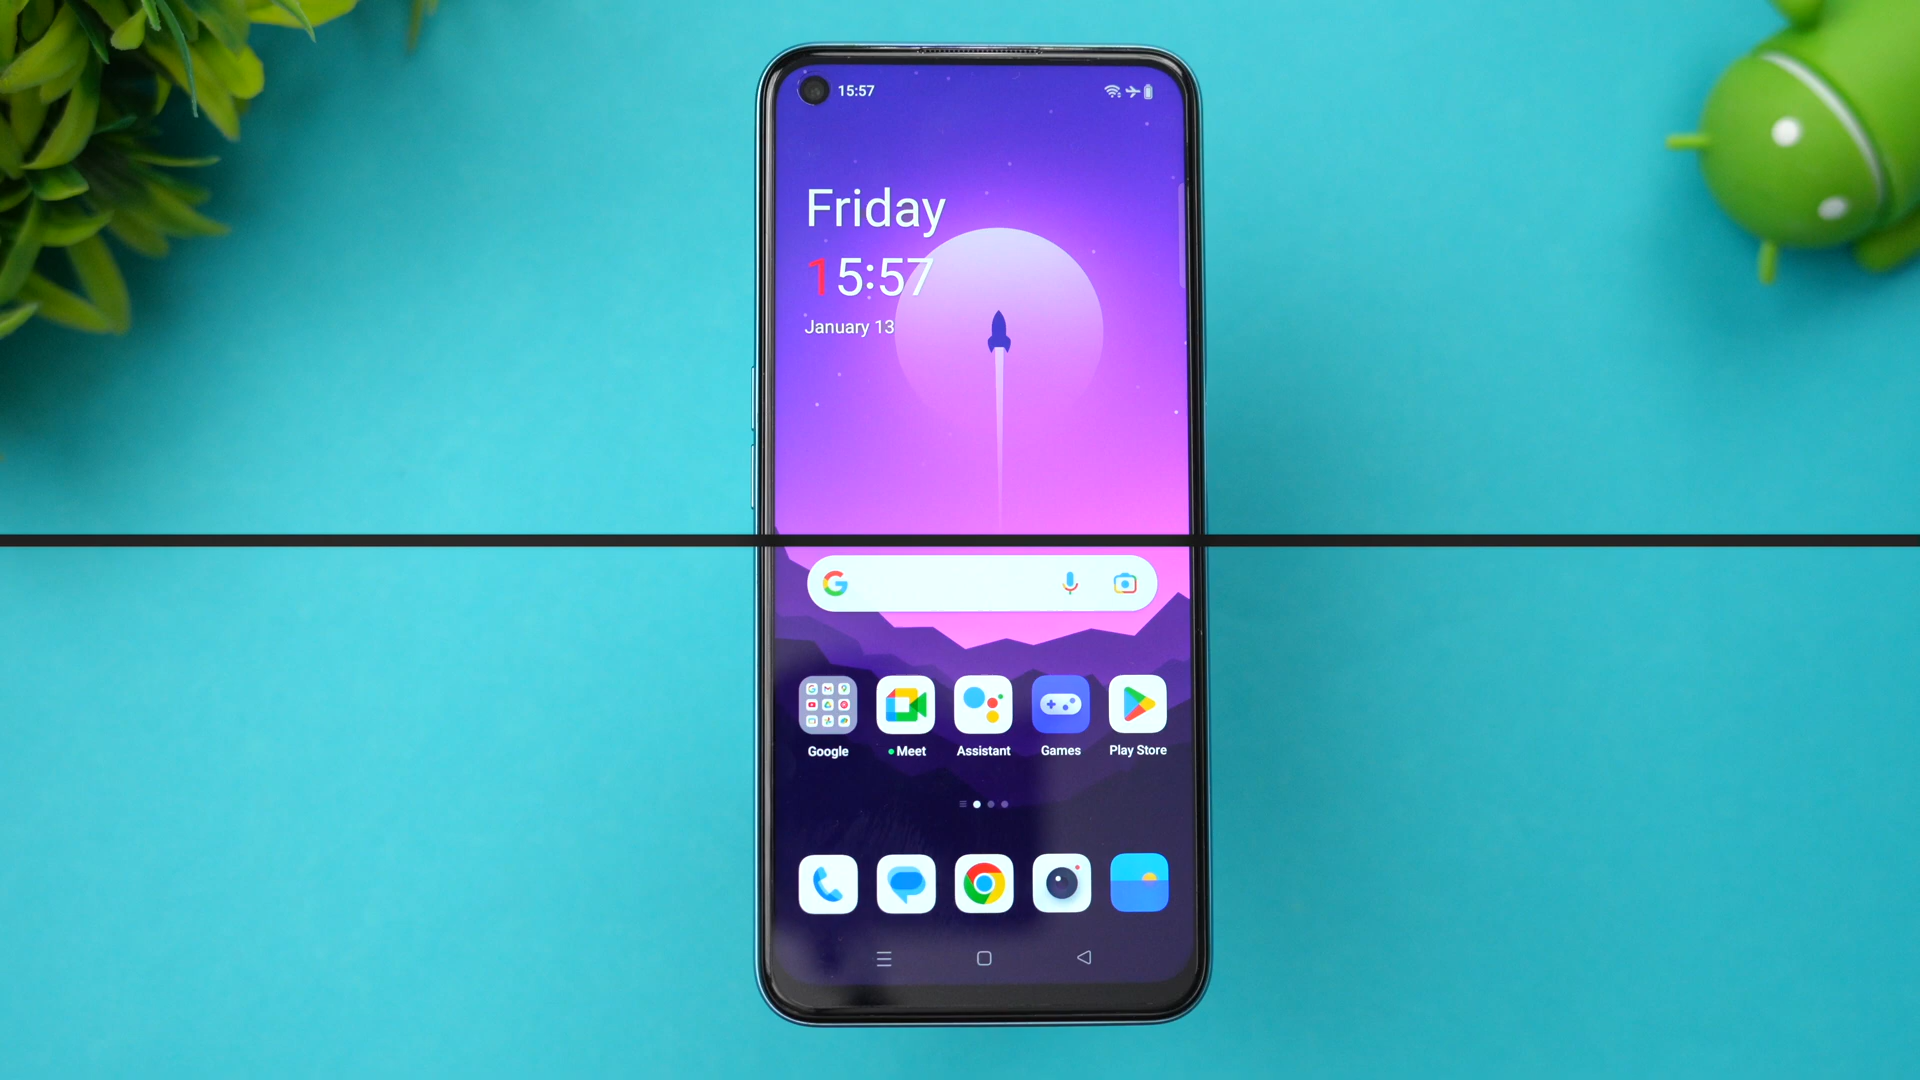 15:57
Friday
15:57
January 13
Google
Meet
Assistant
Games
Play Store